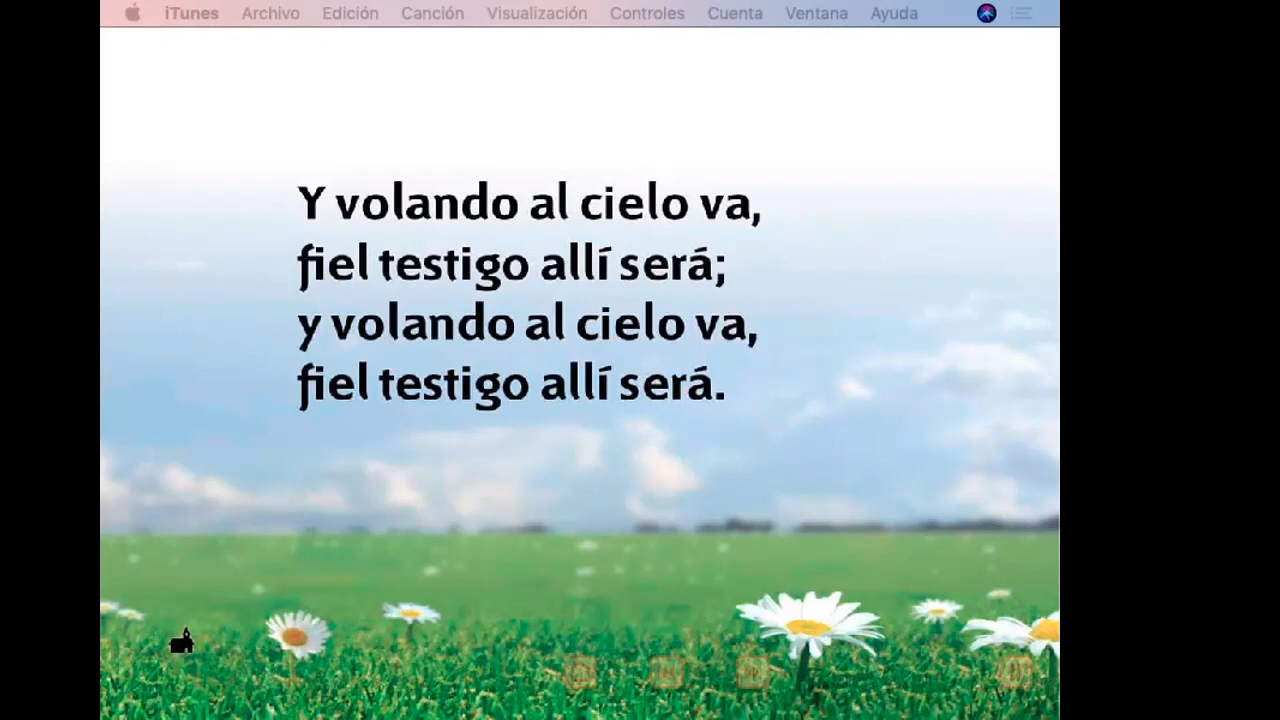 iTunes Archivo Edición Canción Visualización Controles Cuenta Ventana Ayuda
Y volando al cielo va,
fiel testigo allí será;
y volando al cielo va,
fiel testigo allí será.